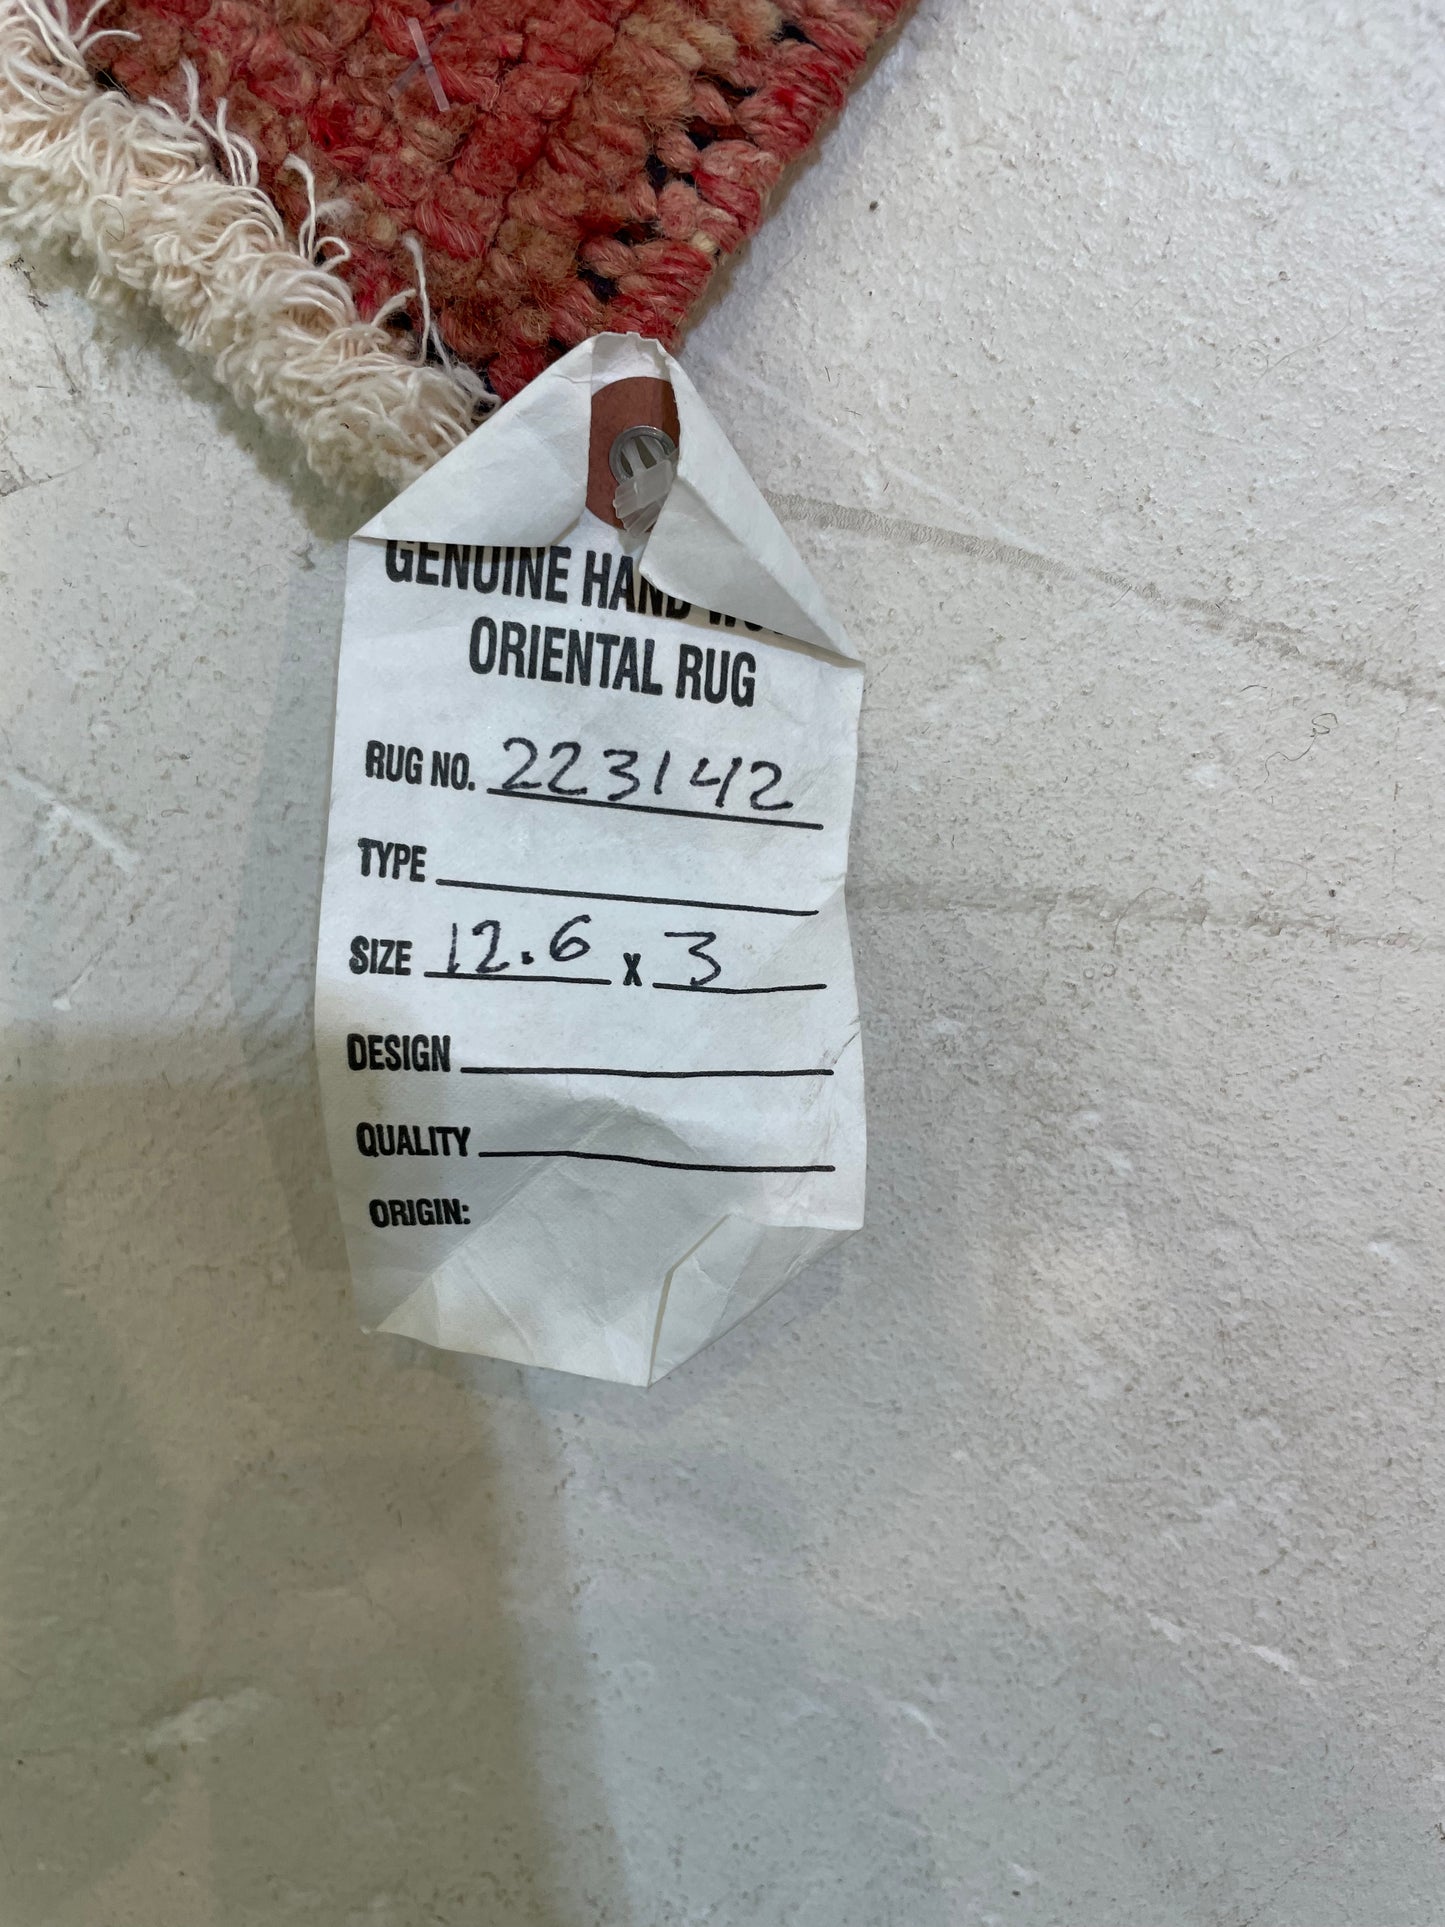 GENUINE HAND
ORIENTAL RUG
RUG NO. 223142
TYPE
SIZE 12.6 x 3
DESIGN
QUALITY
ORIGIN: